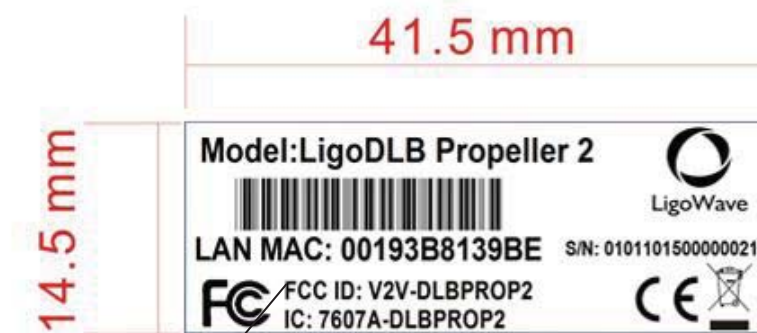 41.5 mm
14.5 mm
Model:LigoDLB Propeller 2
LigoWave
LAN MAC: 00193B8139BE
S/N: 0101101500000021
FCC ID: V2V-DLBPROP2
IC: 7607A-DLBPROP2